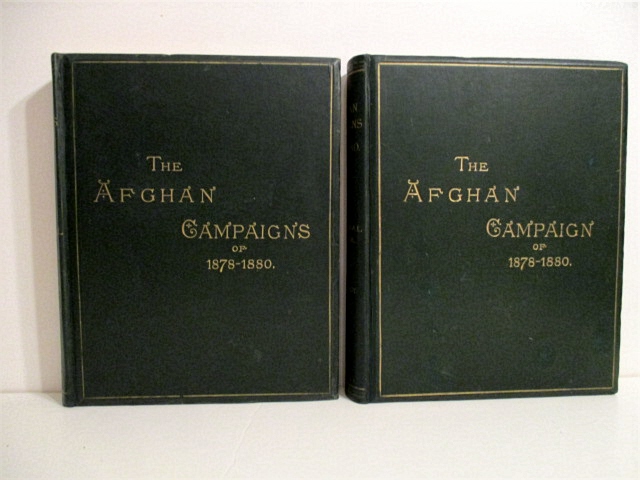 The
Afghan
Campaigns
of
1878-1880.
The
Afghan
Campaign
of
1878-1880.